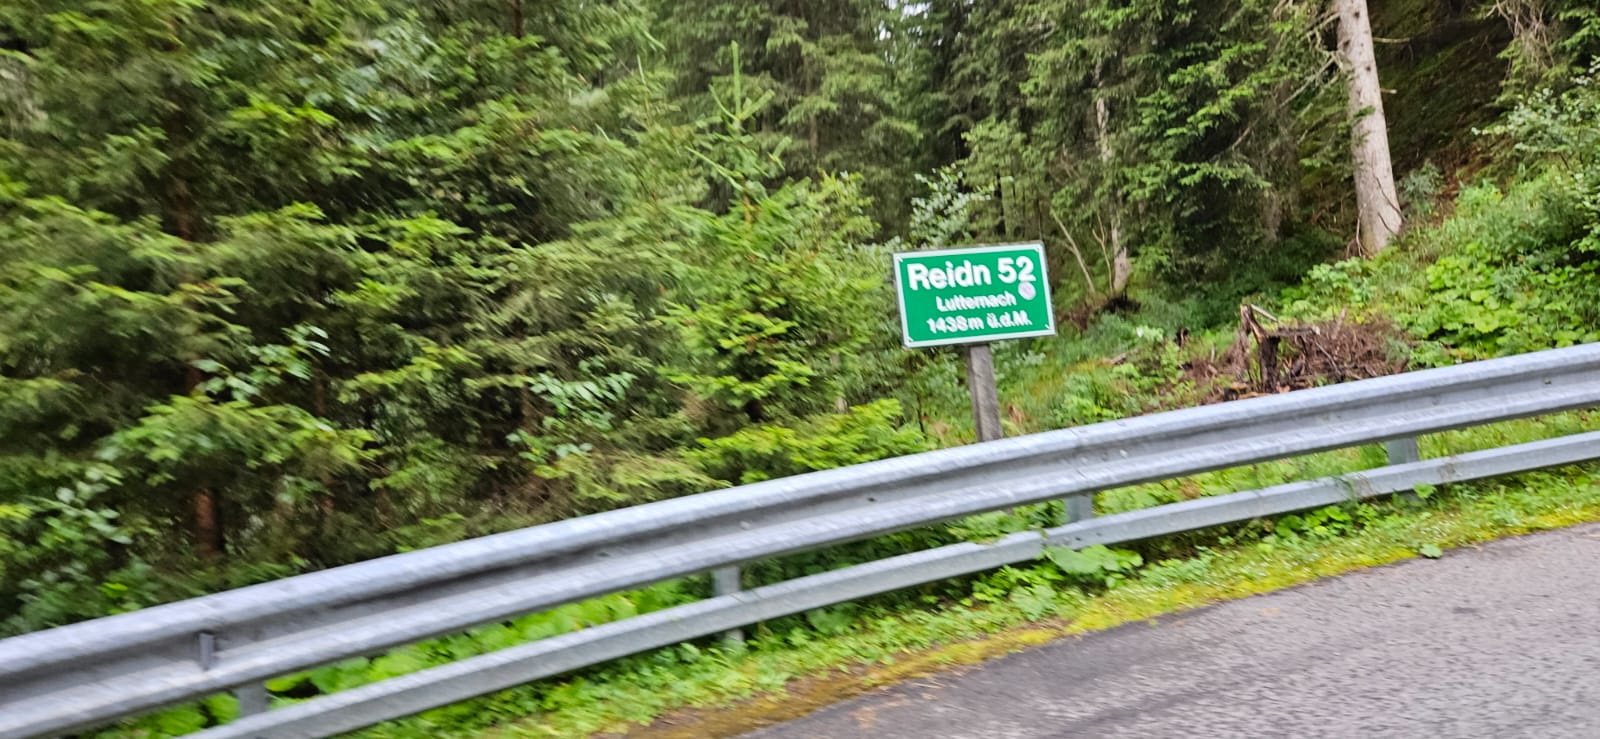 Reidn 52
Lutternach
1438m ü.d.M.